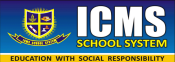 ICMS
SCHOOL SYSTEM
EDUCATION WITH SOCIAL RESPONSIBILITY